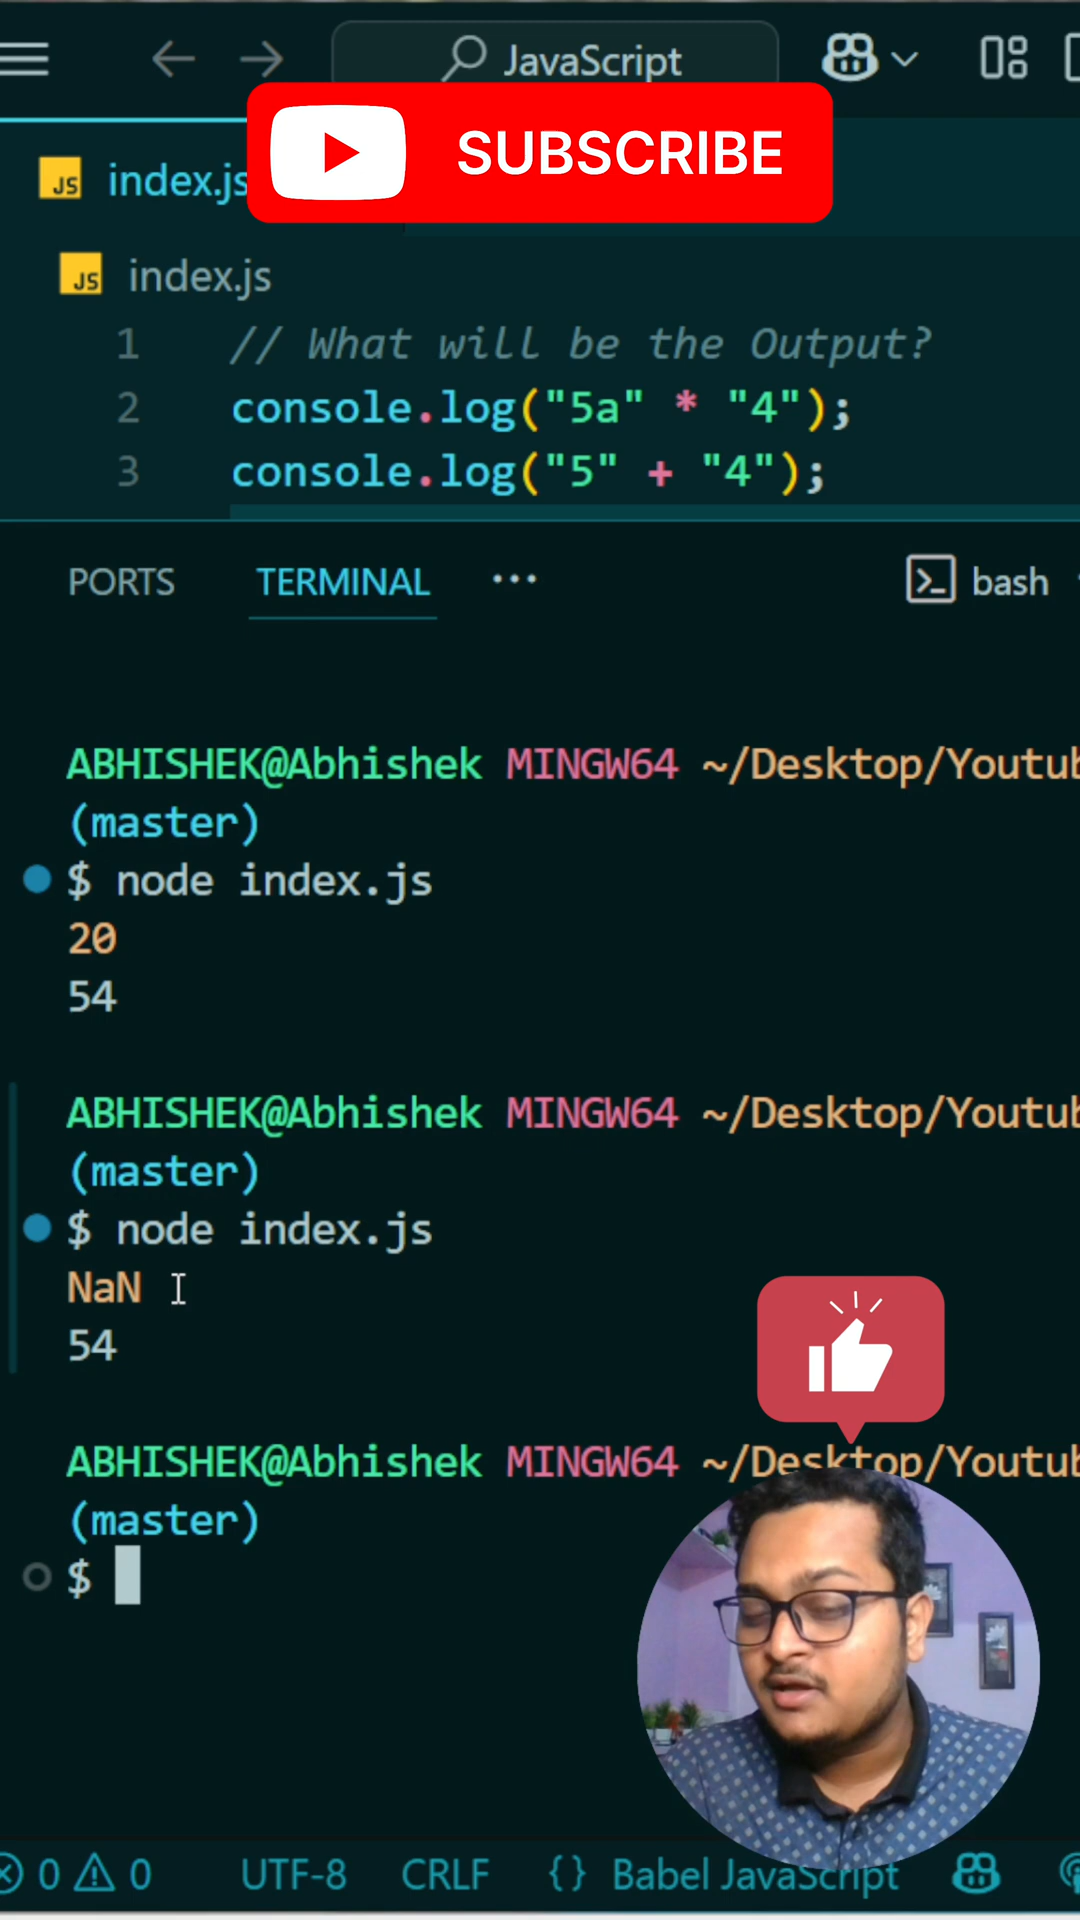 JavaScript
SUBSCRIBE
JS index.js
JS index.js
1 // What will be the Output?
2 console.log("5a" * "4");
3 console.log("5" + "4");
PORTS TERMINAL ··· bash
ABHISHEK@Abhishek MINGW64 ~/Desktop/Youtub
(master)
$ node index.js
20
54
ABHISHEK@Abhishek MINGW64 ~/Desktop/Youtub
(master)
$ node index.js
NaN
54
ABHISHEK@Abhishek MINGW64 ~/Desktop/Youtub
(master)
$
0 0 UTF-8 CRLF {} Babel JavaScript